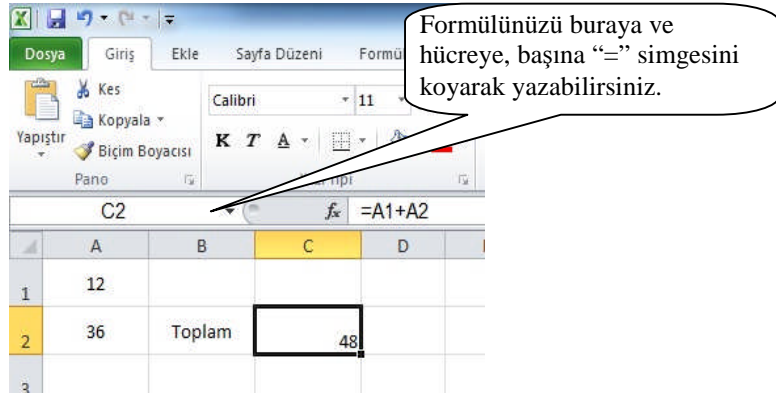 Formülünüzü buraya ve
hücreye, başına “=” simgesini
koyarak yazabilirsiniz.
Dosya Giriş Ekle Sayfa Düzeni
Kes
Calibri 11
Kopyala
Yapıştır
K T A
Biçim Boyacısı
Pano
C2 fx =A1+A2
A B C D
1 12
2 36 Toplam 48
3